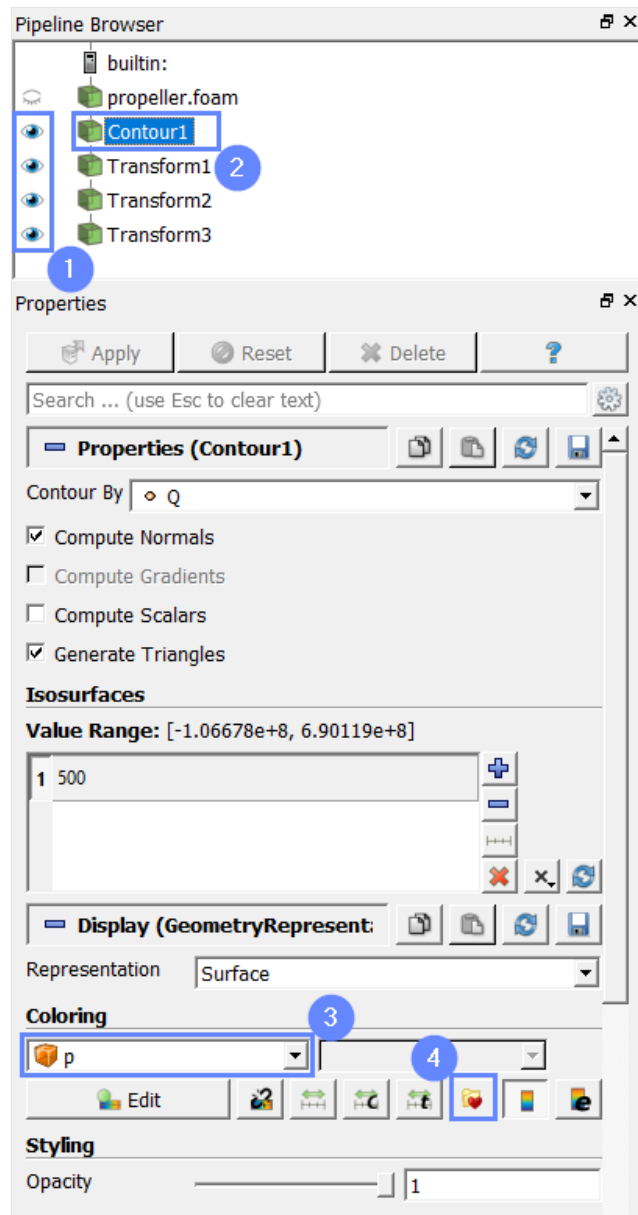 Pipeline Browser
builtin:
propeller.foam
Contour1
Transform1 2
Transform2
Transform3
1
Properties
Apply Reset Delete ?
Search ... (use Esc to clear text)
Properties (Contour1)
Contour By Q
Compute Normals
Compute Gradients
Compute Scalars
Generate Triangles
Isosurfaces
Value Range: [-1.06678e+8, 6.90119e+8]
1 500
Display (GeometryRepresenta
Representation Surface
Coloring 3
p 4
Edit c t e
Styling
Opacity 1